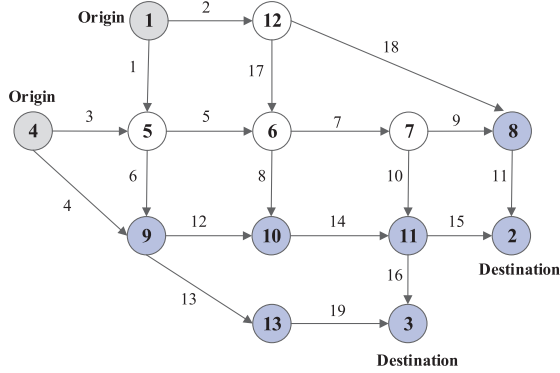 Origin 1 2 12
1 17 18
Origin
4 3 5 5 6 7 7 9 8
4 6 8 10 11
9 12 10 14 11 15 2
Destination
13 16
13 19 3
Destination